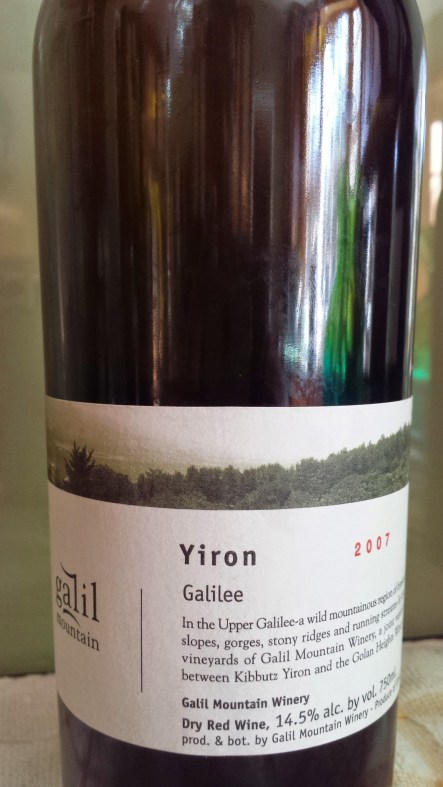 Yiron
2007
galil
mountain
Galilee
In the Upper Galilee-a wild mountainous region of
slopes, gorges, stony ridges and running streams
vineyards of Galil Mountain Winery, a joint
between Kibbutz Yiron and the Golan Heights
Galil Mountain Winery
Dry Red Wine, 14.5% alc. by vol. 750ml.
prod. & bot. by Galil Mountain Winery -